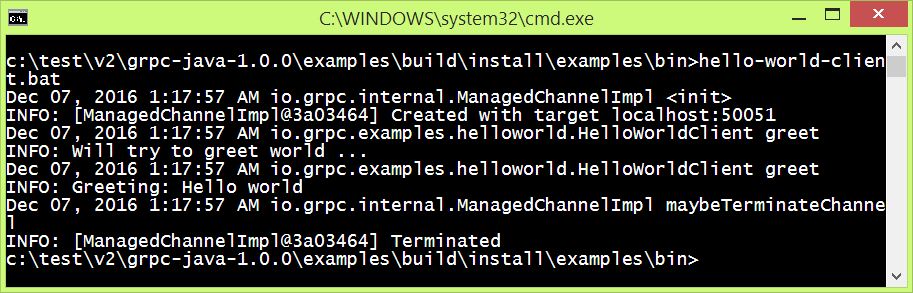 C:\WINDOWS\system32\cmd.exe
c:\test\v2\grpc-java-1.0.0\examples\build\install\examples\bin>hello-world-clien
t.bat
Dec 07, 2016 1:17:57 AM io.grpc.internal.ManagedChannelImpl <init>
INFO: [ManagedChannelImpl@3a03464] Created with target localhost:50051
Dec 07, 2016 1:17:57 AM io.grpc.examples.helloworld.HelloWorldClient greet
INFO: Will try to greet world ...
Dec 07, 2016 1:17:57 AM io.grpc.examples.helloworld.HelloWorldClient greet
INFO: Greeting: Hello world
Dec 07, 2016 1:17:57 AM io.grpc.internal.ManagedChannelImpl maybeTerminateChanne
l
INFO: [ManagedChannelImpl@3a03464] Terminated
c:\test\v2\grpc-java-1.0.0\examples\build\install\examples\bin>